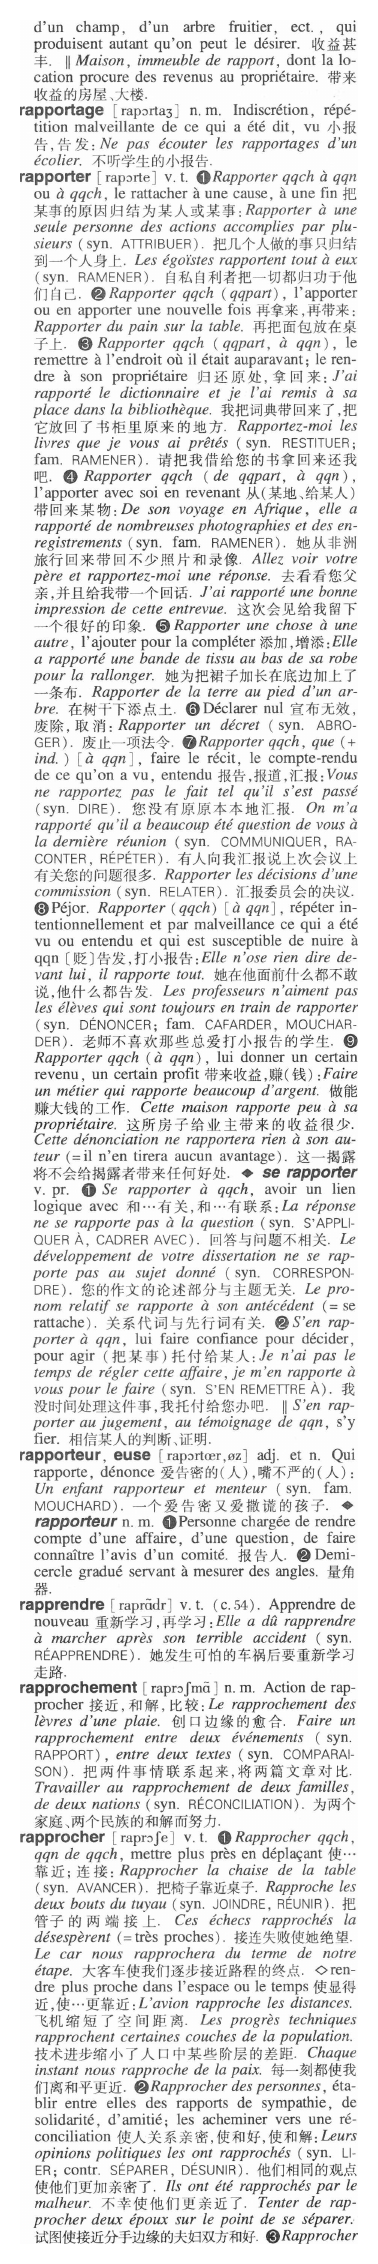 d'un champ, d'un arbre fruitier, ect., qui
produisent autant qu'on peut le désirer. 收益甚
丰. ‖ Maison, immeuble de rapport, dont la lo-
cation procure des revenus au propriétaire. 带来
收益的房屋、大楼.
rapportage [rapɔrtaʒ] n. m. Indiscrétion, répé-
tition malveillante de ce qui a été dit, vu 小报
告,告发:Ne pas écouter les rapportages d'un
écolier. 不听学生的小报告.
rapporter [rapɔrte] v. t. ❶Rapporter qqch à qqn
ou à qqch, le rattacher à une cause, à une fin 把
某事的原因归结为某人或某事:Rapporter à une
seule personne des actions accomplies par plu-
sieurs (syn. ATTRIBUER). 把几个人做的事只归结
到一个人身上. Les égoïstes rapportent tout à eux
(syn. RAMENER). 自私自利者把一切都归功于他
们自己. ❷Rapporter qqch (qqpart), l'apporter
ou en apporter une nouvelle fois 再拿来,再带来:
Rapporter du pain sur la table. 再把面包放在桌
子上. ❸ Rapporter qqch (qqpart, à qqn), le
remettre à l'endroit où il était auparavant; le ren-
dre à son propriétaire 归还原处,拿回来:J'ai
rapporté le dictionnaire et je l'ai remis à sa
place dans la bibliothèque. 我把词典带回来了,把
它放回了书柜里原来的地方. Rapportez-moi les
livres que je vous ai prêtés (syn. RESTITUER;
fam. RAMENER). 请把我借给您的书拿回来还我
吧. ❹ Rapporter qqch (de qqpart, à qqn),
l'apporter avec soi en revenant 从(某地、给某人)
带回来某物:De son voyage en Afrique, elle a
rapporté de nombreuses photographies et des en-
registrements (syn. fam. RAMENER). 她从非洲
旅行回来带回不少照片和录像. Allez voir votre
père et rapportez-moi une réponse. 去看看您父
亲,并且给我带一个回话. J'ai rapporté une bonne
impression de cette entrevue. 这次会见给我留下
一个很好的印象. ❺Rapporter une chose à une
autre, l'ajouter pour la compléter 添加,增添:Elle
a rapporté une bande de tissu au bas de sa robe
pour la rallonger. 她为把裙子加长在底边加上了
一条布. Rapporter de la terre au pied d'un ar-
bre. 在树干下添点土. ❻Déclarer nul 宣布无效,
废除,取消:Rapporter un décret (syn. ABRO-
GER). 废止一项法令. ❼Rapporter qqch, que (+
ind.) [à qqn], faire le récit, le compte-rendu
de ce qu'on a vu, entendu 报告,报道,汇报:Vous
ne rapportez pas le fait tel qu'il s'est passé
(syn. DIRE). 您没有原原本本地汇报. On m'a
rapporté qu'il a beaucoup été question de vous à
la dernière réunion (syn. COMMUNIQUER, RA-
CONTER, RÉPÉTER). 有人向我汇报说上次会议上
有关您的问题很多. Rapporter les décisions d'une
commission (syn. RELATER). 汇报委员会的决议.
❽Péjor. Rapporter (qqch) [à qqn], répéter in-
tentionnellement et par malveillance ce qui a été
vu ou entendu et qui est susceptible de nuire à
qqn [贬]告发,打小报告:Elle n'ose rien dire de-
vant lui, il rapporte tout. 她在他面前什么都不敢
说,他什么都告发. Les professeurs n'aiment pas
les élèves qui sont toujours en train de rapporter
(syn. DÉNONCER; fam. CAFARDER, MOUCHAR-
DER). 老师不喜欢那些总爱打小报告的学生. ❾
Rapporter qqch (à qqn), lui donner un certain
revenu, un certain profit 带来收益,赚(钱):Faire
un métier qui rapporte beaucoup d'argent. 做能
赚大钱的工作. Cette maison rapporte peu à sa
propriétaire. 这所房子给业主带来的收益很少.
Cette dénonciation ne rapportera rien à son au-
teur (=il n'en tirera aucun avantage). 这一揭露
将不会给揭露者带来任何好处. ◆ se rapporter
v. pr. ❶ Se rapporter à qqch, avoir un lien
logique avec 和…有关,和…有联系:La réponse
ne se rapporte pas à la question (syn. S'APPLI-
QUER À, CADRER AVEC). 回答与问题不相关. Le
développement de votre dissertation ne se rap-
porte pas au sujet donné (syn. CORRESPON-
DRE). 您的作文的论述部分与主题无关. Le pro-
nom relatif se rapporte à son antécédent (= se
rattache). 关系代词与先行词有关. ❷S'en rap-
porter à qqn, lui faire confiance pour décider,
pour agir (把某事)托付给某人:Je n'ai pas le
temps de régler cette affaire, je m'en rapporte à
vous pour le faire (syn. S'EN REMETTRE À). 我
没时间处理这件事,我托付给您办吧. ‖ S'en rap-
porter au jugement, au témoignage de qqn, s'y
fier. 相信某人的判断、证明.
rapporteur, euse [rapɔrtœr,øz] adj. et n. Qui
rapporte, dénonce 爱告密的(人),嘴不严的(人):
Un enfant rapporteur et menteur (syn. fam.
MOUCHARD). 一个爱告密又爱撒谎的孩子. ◆
rapporteur n. m. ❶Personne chargée de rendre
compte d'une affaire, d'une question, de faire
connaître l'avis d'un comité. 报告人. ❷Demi-
cercle gradué servant à mesurer des angles. 量角
器.
rapprendre [raprɑ̃dr] v. t. (c. 54). Apprendre de
nouveau 重新学习,再学习:Elle a dû rapprendre
à marcher après son terrible accident (syn.
RÉAPPRENDRE). 她发生可怕的车祸后要重新学习
走路.
rapprochement [raprɔʃmɑ̃] n. m. Action de rap-
procher 接近,和解,比较:Le rapprochement des
lèvres d'une plaie. 创口边缘的愈合. Faire un
rapprochement entre deux événements (syn.
RAPPORT), entre deux textes (syn. COMPARAI-
SON). 把两件事情联系起来,将两篇文章对比.
Travailler au rapprochement de deux familles,
de deux nations (syn. RÉCONCILIATION). 为两个
家庭、两个民族的和解而努力.
rapprocher [raprɔʃe] v. t. ❶ Rapprocher qqch,
qqn de qqch, mettre plus près en déplaçant 使…
靠近; 连接:Rapprocher la chaise de la table
(syn. AVANCER). 把椅子靠近桌子. Rapproche les
deux bouts du tuyau (syn. JOINDRE, RÉUNIR). 把
管子的两端接上. Ces échecs rapprochés la
désespèrent (=très proches). 接连失败使她绝望.
Le car nous rapprochera du terme de notre
étape. 大客车使我们逐步接近路程的终点. ◇ren-
dre plus proche dans l'espace ou le temps 使显得
近,使…更靠近:L'avion rapproche les distances.
飞机缩短了空间距离. Les progrès techniques
rapprochent certaines couches de la population.
技术进步缩小了人口中某些阶层的差距. Chaque
instant nous rapproche de la paix. 每一刻都使我
们离和平更近. ❷Rapprocher des personnes, éta-
blir entre elles des rapports de sympathie, de
solidarité, d'amitié; les acheminer vers une ré-
conciliation 使人关系亲密,使和好,使和解:Leurs
opinions politiques les ont rapprochés (syn. LI-
ER; contr. SÉPARER, DÉSUNIR). 他们相同的观点
使他们更加亲密了. Ils ont été rapprochés par le
malheur. 不幸使他们更亲近了. Tenter de rap-
procher deux époux sur le point de se séparer.
试图使接近分手边缘的夫妇双方和好. ❸Rapprocher